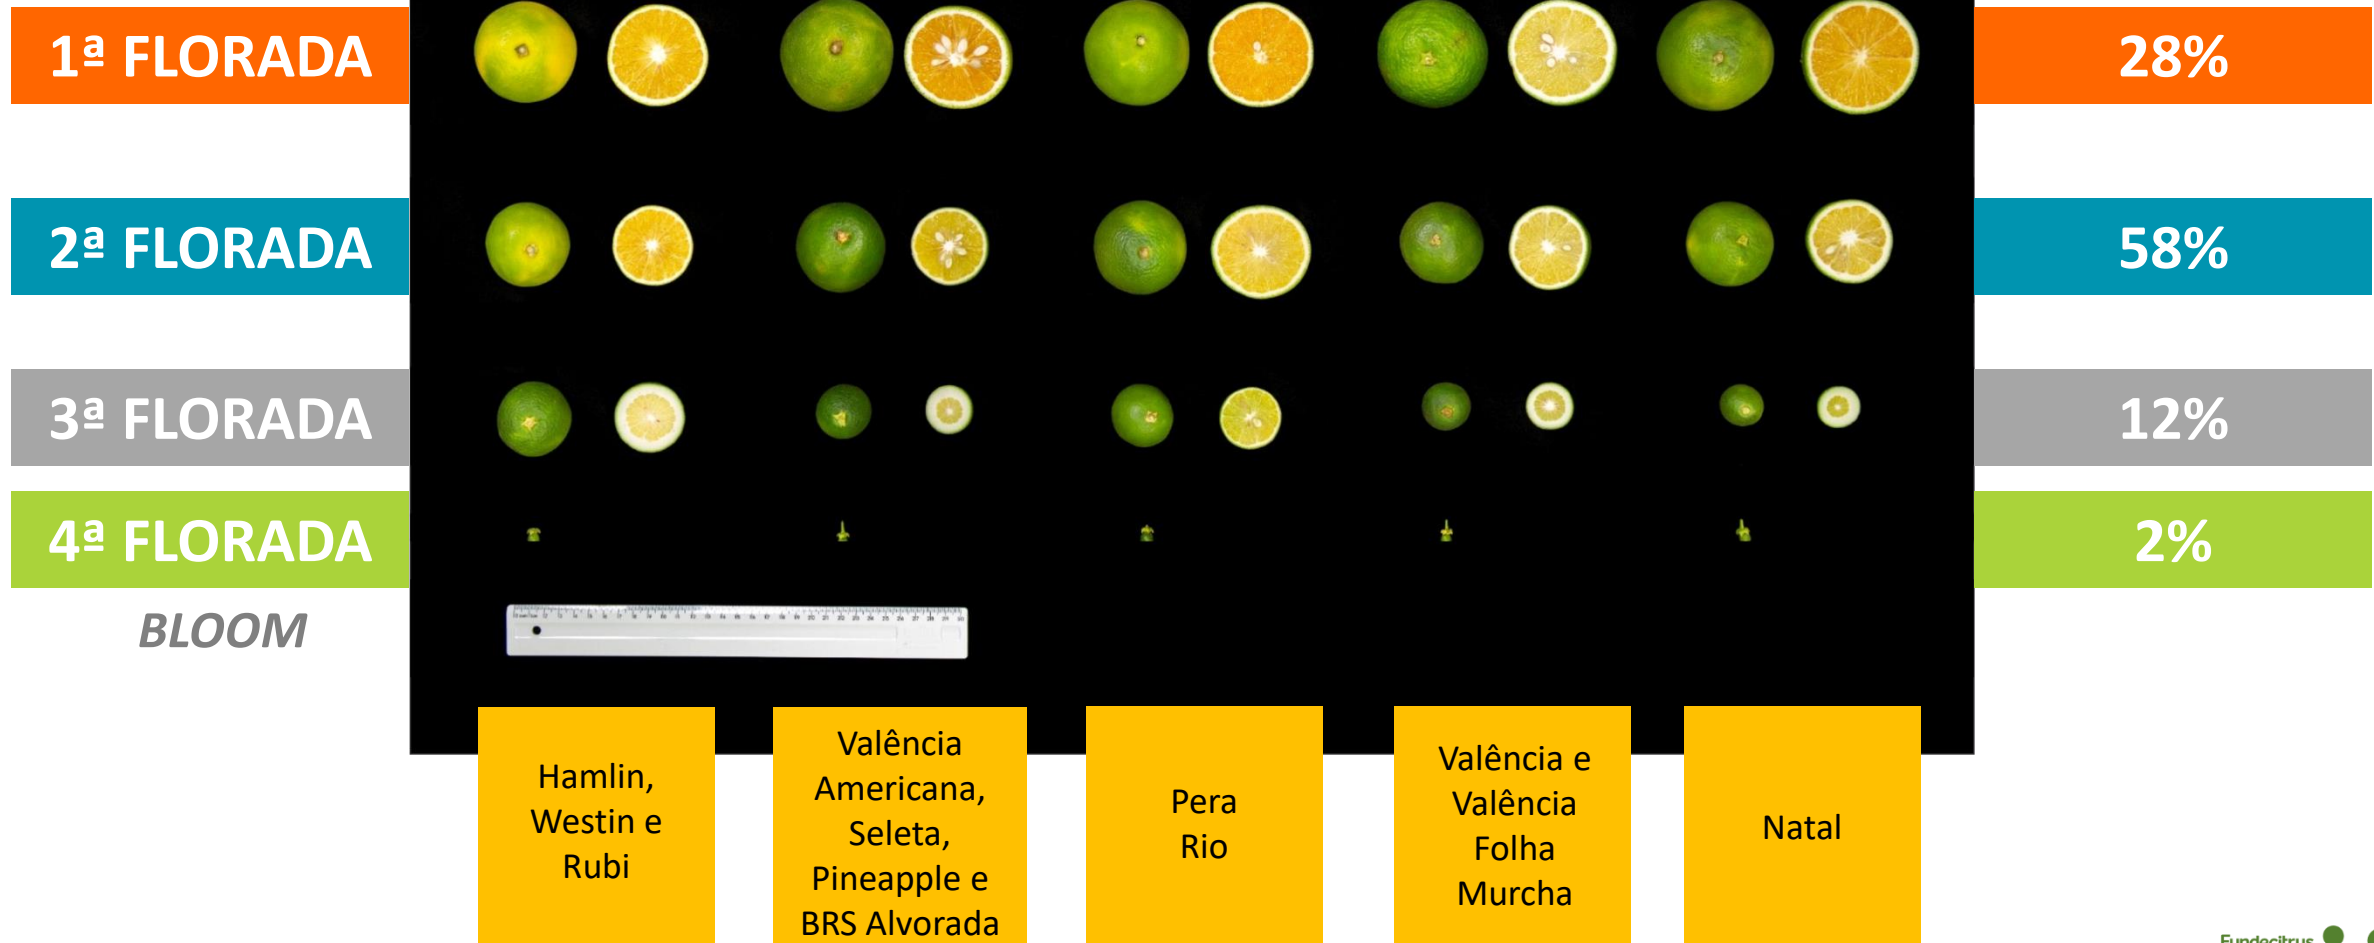 1ª FLORADA
28%
2ª FLORADA
58%
3ª FLORADA
12%
4ª FLORADA
2%
BLOOM
Hamlin,
Westin e
Rubi
Valência
Americana,
Seleta,
Pineapple e
BRS Alvorada
Pera
Rio
Valência e
Valência
Folha
Murcha
Natal
Fundecitrus